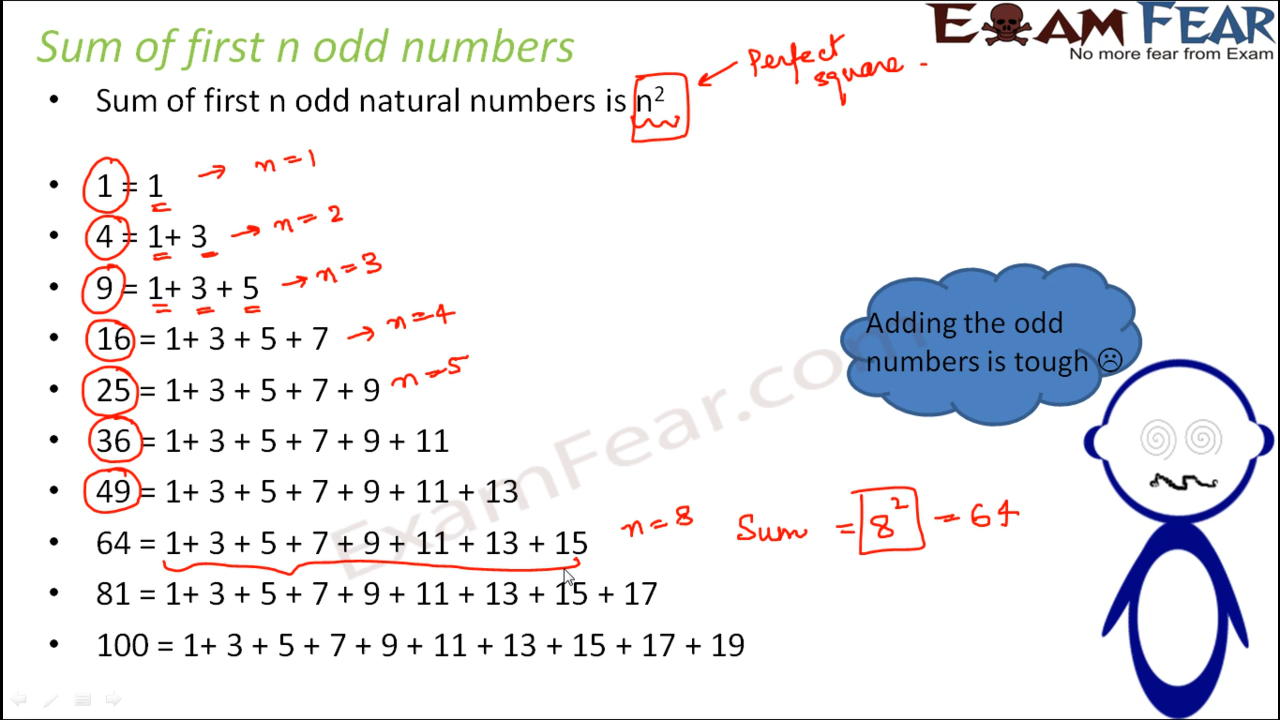 Sum of first n odd numbers
EXAM FEAR
No more fear from Exam
Perfect square.
• Sum of first n odd natural numbers is n²
• 1 = 1 → n = 1
• 4 = 1+ 3 → n = 2
• 9 = 1+ 3 + 5 → n = 3
• 16 = 1+ 3 + 5 + 7 → n = 4
• 25 = 1+ 3 + 5 + 7 + 9 n = 5
• 36 = 1+ 3 + 5 + 7 + 9 + 11
• 49 = 1+ 3 + 5 + 7 + 9 + 11 + 13
• 64 = 1+ 3 + 5 + 7 + 9 + 11 + 13 + 15 n = 8 Sum = 8² = 64
• 81 = 1+ 3 + 5 + 7 + 9 + 11 + 13 + 15 + 17
• 100 = 1+ 3 + 5 + 7 + 9 + 11 + 13 + 15 + 17 + 19
Adding the odd
numbers is tough ☹
ExamFear.com